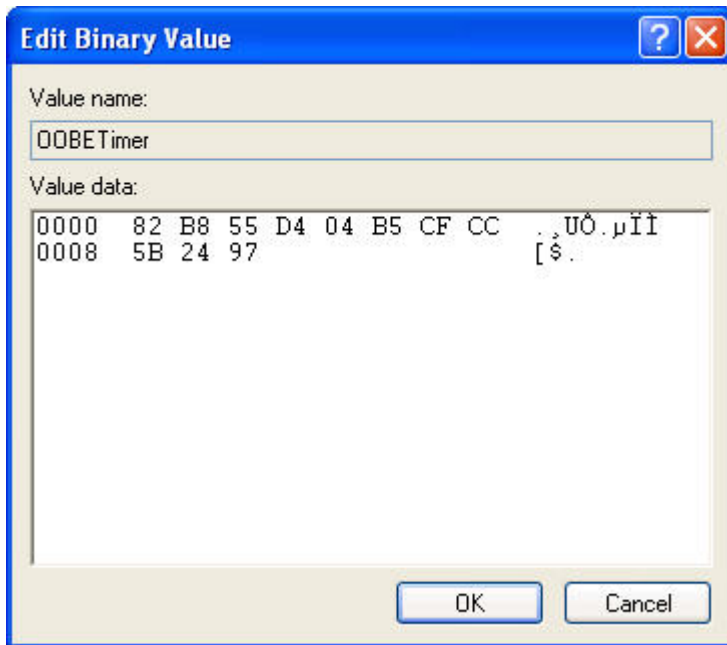 Edit Binary Value
Value name:
OOBETimer
Value data:
0000 82 B8 55 D4 04 B5 CF CC .¸UÔ.µÏÌ
0008 5B 24 97 [$.
OK Cancel